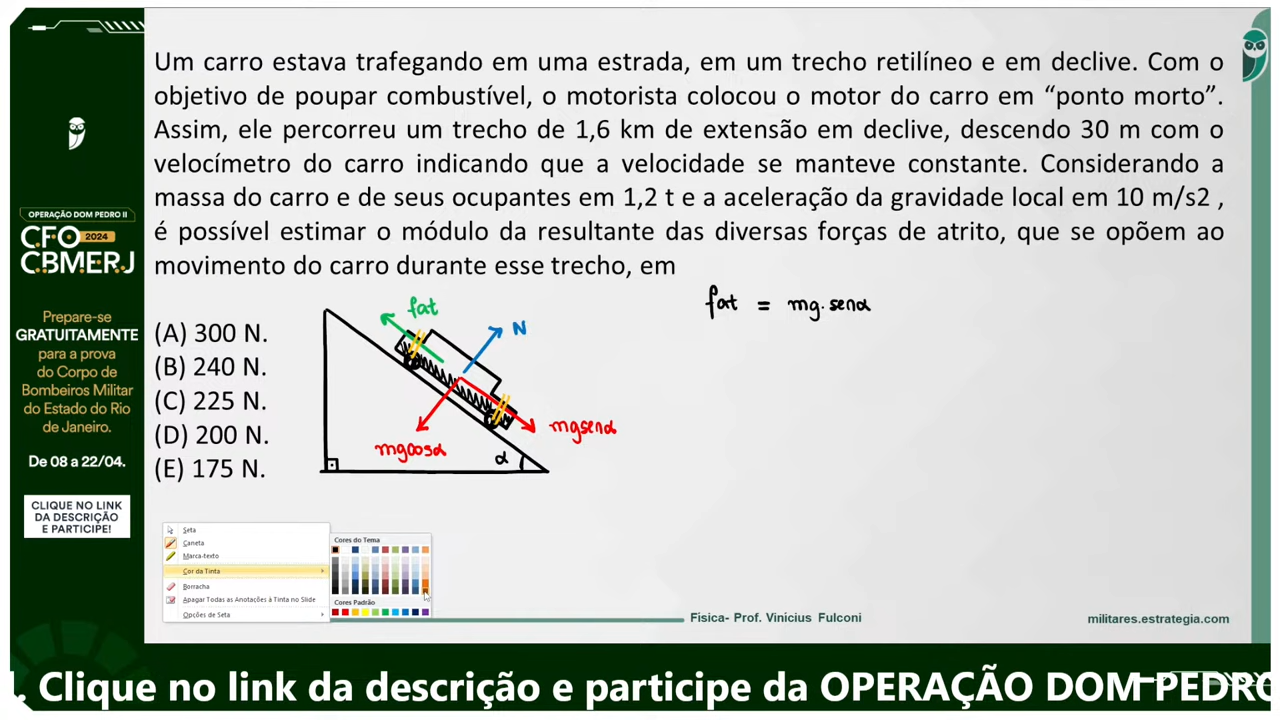 Um carro estava trafegando em uma estrada, em um trecho retilíneo e em declive. Com o
objetivo de poupar combustível, o motorista colocou o motor do carro em “ponto morto”.
Assim, ele percorreu um trecho de 1,6 km de extensão em declive, descendo 30 m com o
velocímetro do carro indicando que a velocidade se manteve constante. Considerando a
massa do carro e de seus ocupantes em 1,2 t e a aceleração da gravidade local em 10 m/s2 ,
é possível estimar o módulo da resultante das diversas forças de atrito, que se opõem ao
movimento do carro durante esse trecho, em
(A) 300 N.
(B) 240 N.
(C) 225 N.
(D) 200 N.
(E) 175 N.
fat
N
mgsenα
mgcosα
α
fat = mg.senα
OPERAÇÃO DOM PEDRO II
CFO 2024
CBMERJ
Prepare-se
GRATUITAMENTE
para a prova
do Corpo de
Bombeiros Militar
do Estado do Rio
de Janeiro.
De 08 a 22/04.
CLIQUE NO LINK
DA DESCRIÇÃO
E PARTICIPE!
Seta
Caneta
Marca-texto
Cor da Tinta
Borracha
Apagar Todas as Anotações à Tinta no Slide
Opções de Seta
Cores do Tema
Cores Padrão
Física- Prof. Vinicius Fulconi
militares.estrategia.com
. Clique no link da descrição e participe da OPERAÇÃO DOM PEDRO